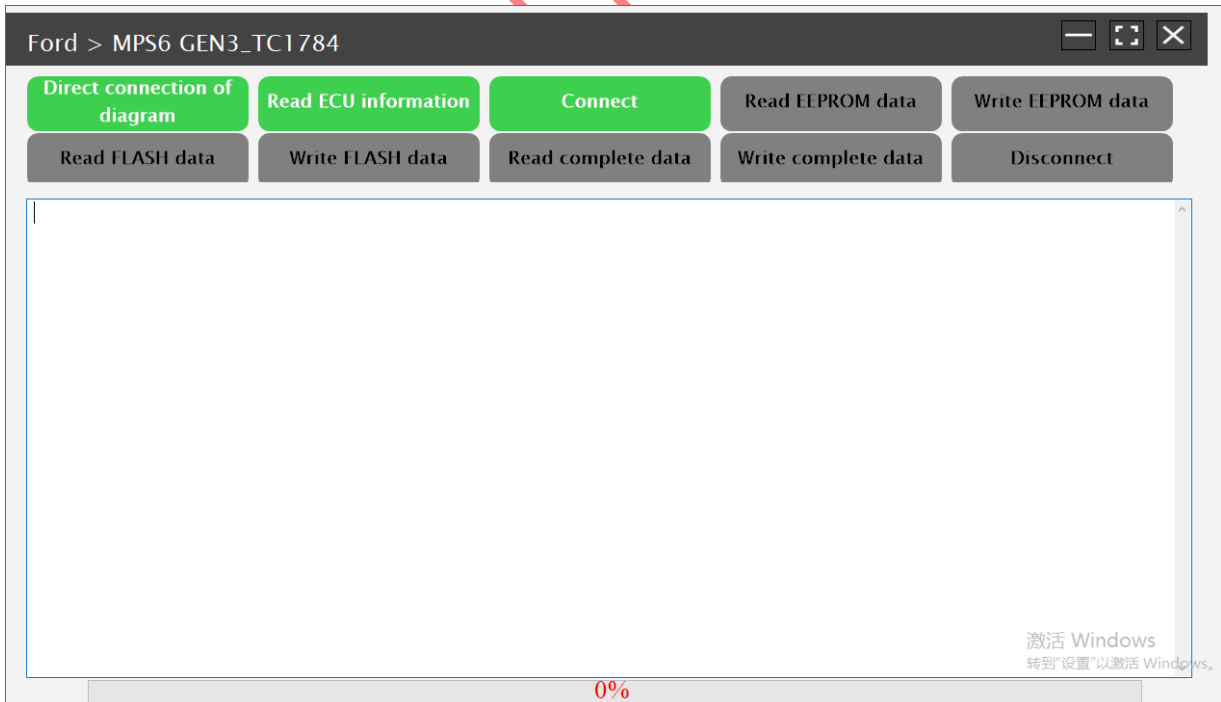 Ford > MPS6 GEN3_TC1784
Direct connection of
diagram
Read ECU information
Connect
Read EEPROM data
Write EEPROM data
Read FLASH data
Write FLASH data
Read complete data
Write complete data
Disconnect
激活 Windows
转到"设置"以激活 Windows。
0%